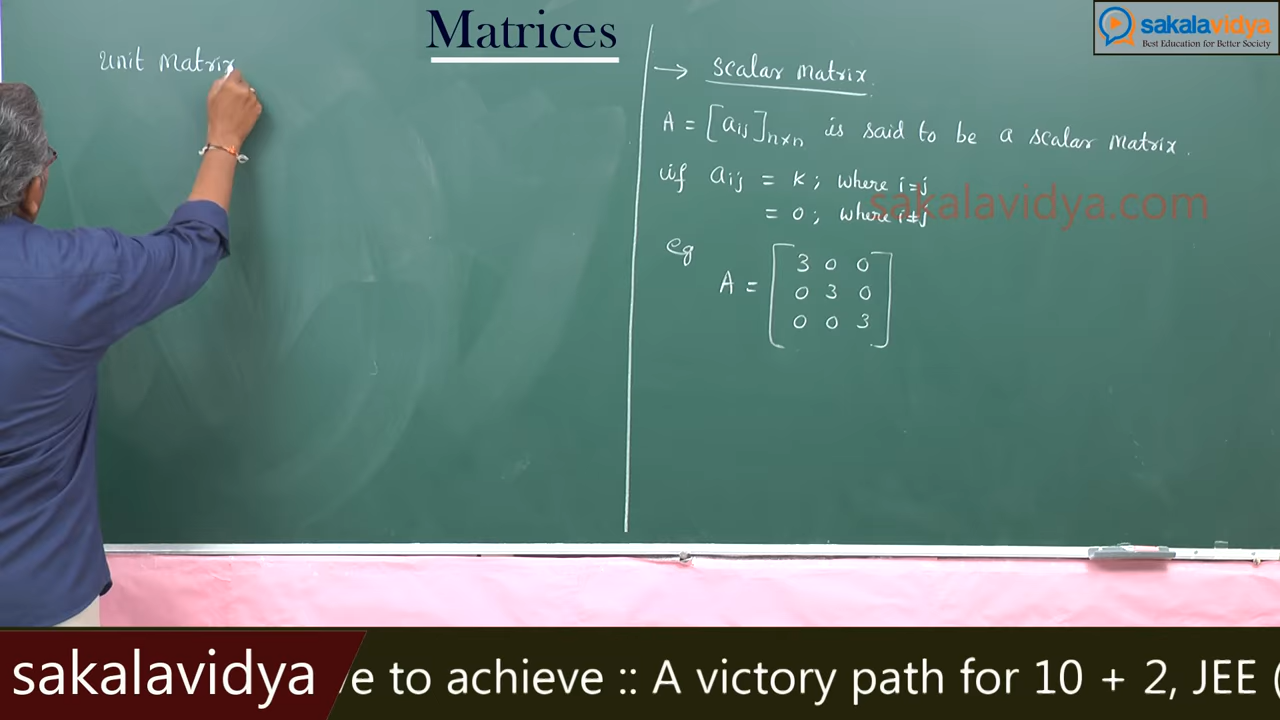 Matrices
sakalavidya
Best Education for Better Society
Unit Matrix
→ Scalar Matrix.
A = [aij]n×n is said to be a scalar Matrix.
if aij = K; where i=j
= 0; where i≠j
sakalavidya.com
eg
A = [3 0 0
0 3 0
0 0 3]
sakalavidya
ve to achieve :: A victory path for 10 + 2, JEE (